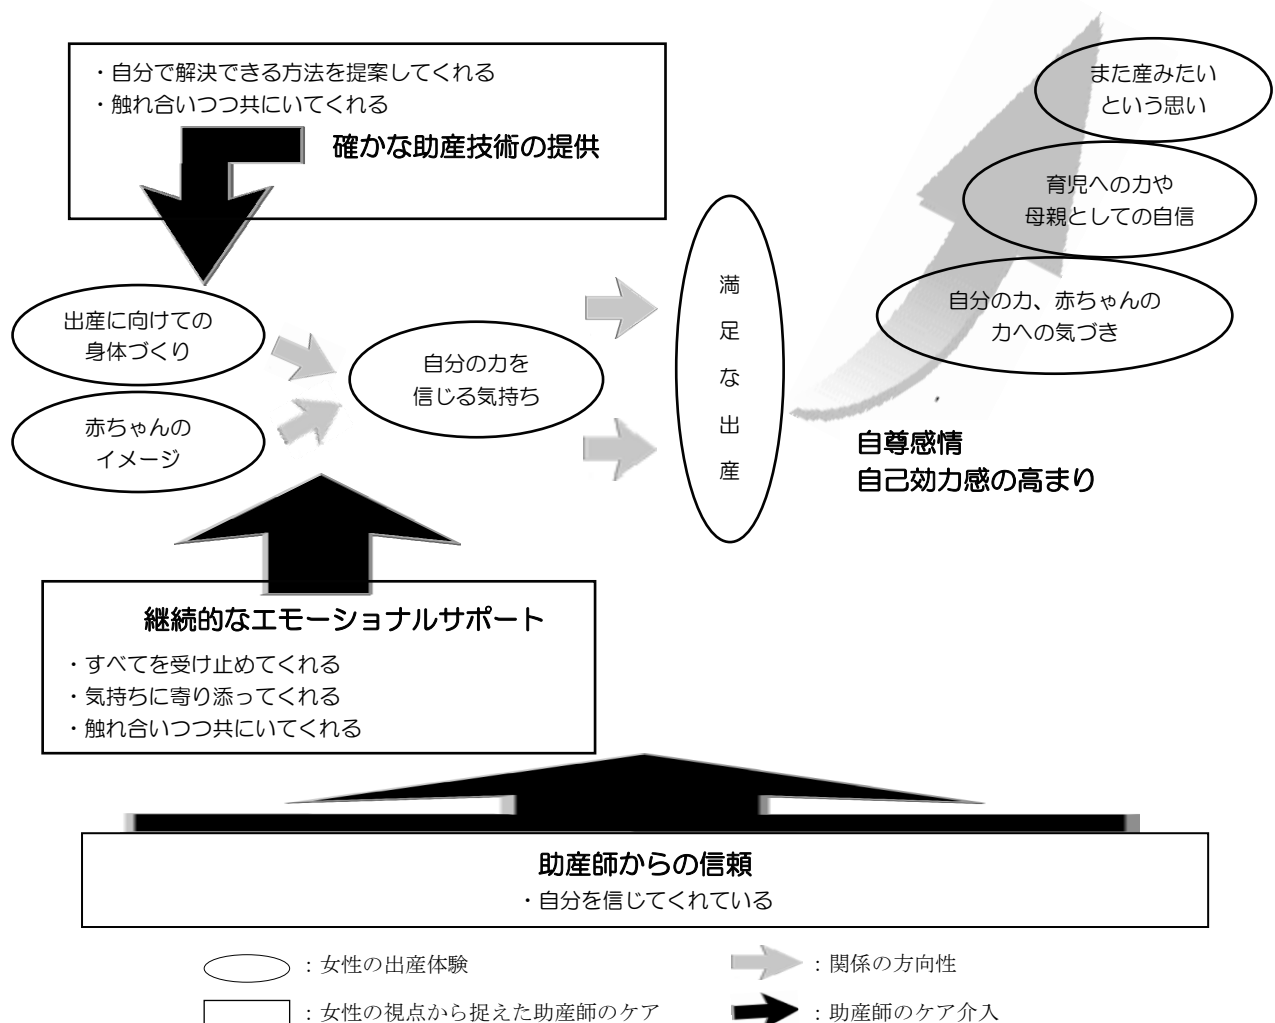 ・自分で解決できる方法を提案してくれる
・触れ合いつつ共にいてくれる
確かな助産技術の提供
また産みたい
という思い
育児への力や
母親としての自信
自分の力、赤ちゃんの
力への気づき
出産に向けての
身体づくり
赤ちゃんの
イメージ
自分の力を
信じる気持ち
満足な出産
自尊感情
自己効力感の高まり
継続的なエモーショナルサポート
・すべてを受け止めてくれる
・気持ちに寄り添ってくれる
・触れ合いつつ共にいてくれる
助産師からの信頼
・自分を信じてくれている
：女性の出産体験
：関係の方向性
：女性の視点から捉えた助産師のケア
：助産師のケア介入